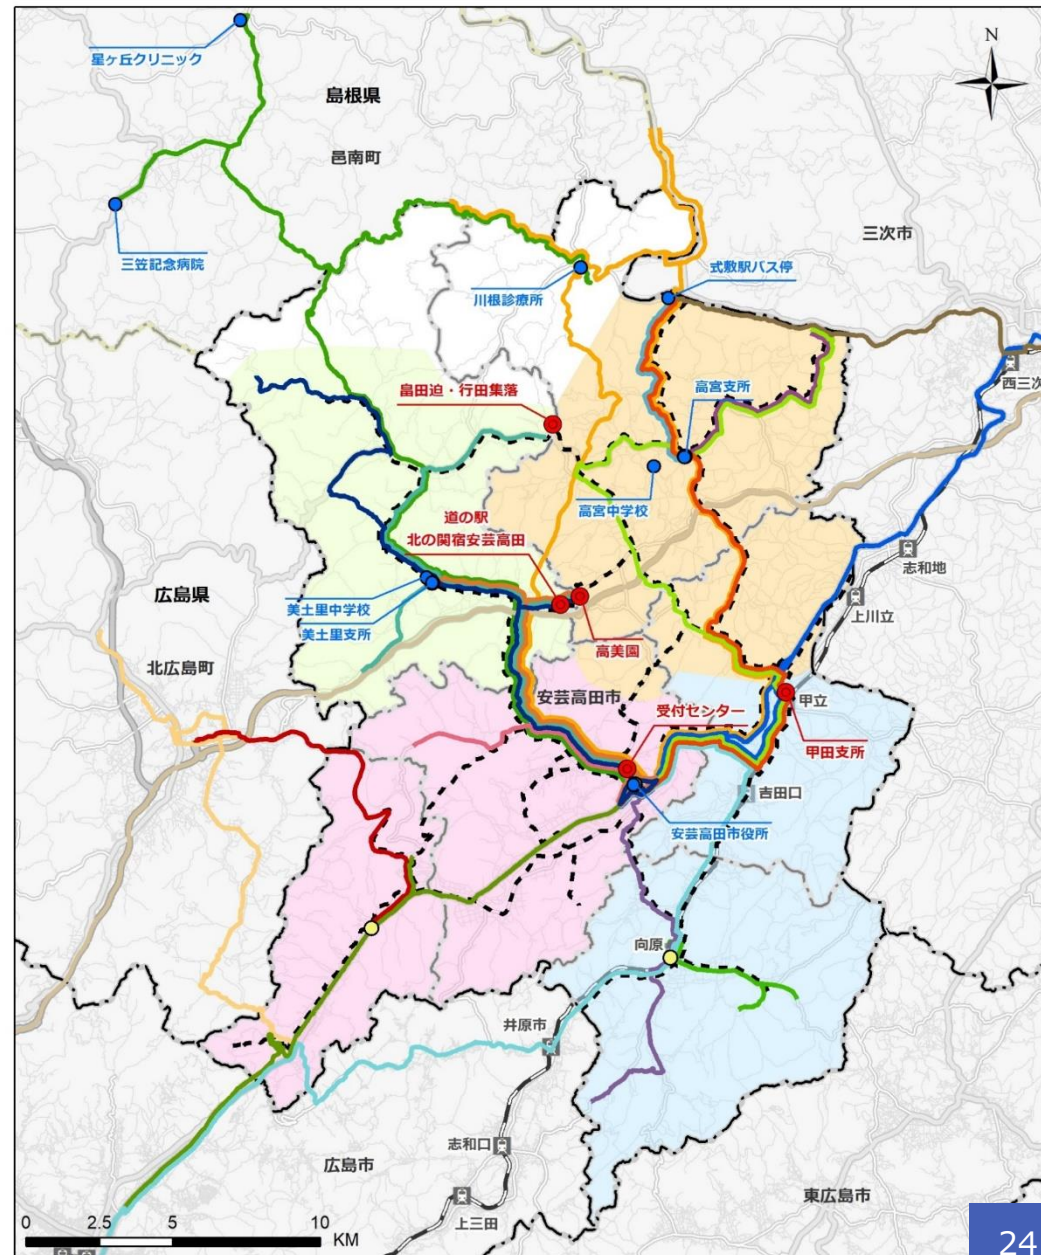 N
星ヶ丘クリニック
島根県
邑南町
三次市
三笠記念病院
川根診療所
式敷駅バス停
西三次
畠田迫・行田集落
高宮支所
高宮中学校
道の駅
北の関宿安芸高田
志和地
広島県
美土里中学校
美土里支所
上川立
高美園
北広島町
安芸高田市
受付センター
甲立
甲田支所
吉田口
安芸高田市役所
向原
井原市
志和口
広島市
上三田
東広島市
0 2.5 5 10
KM
24